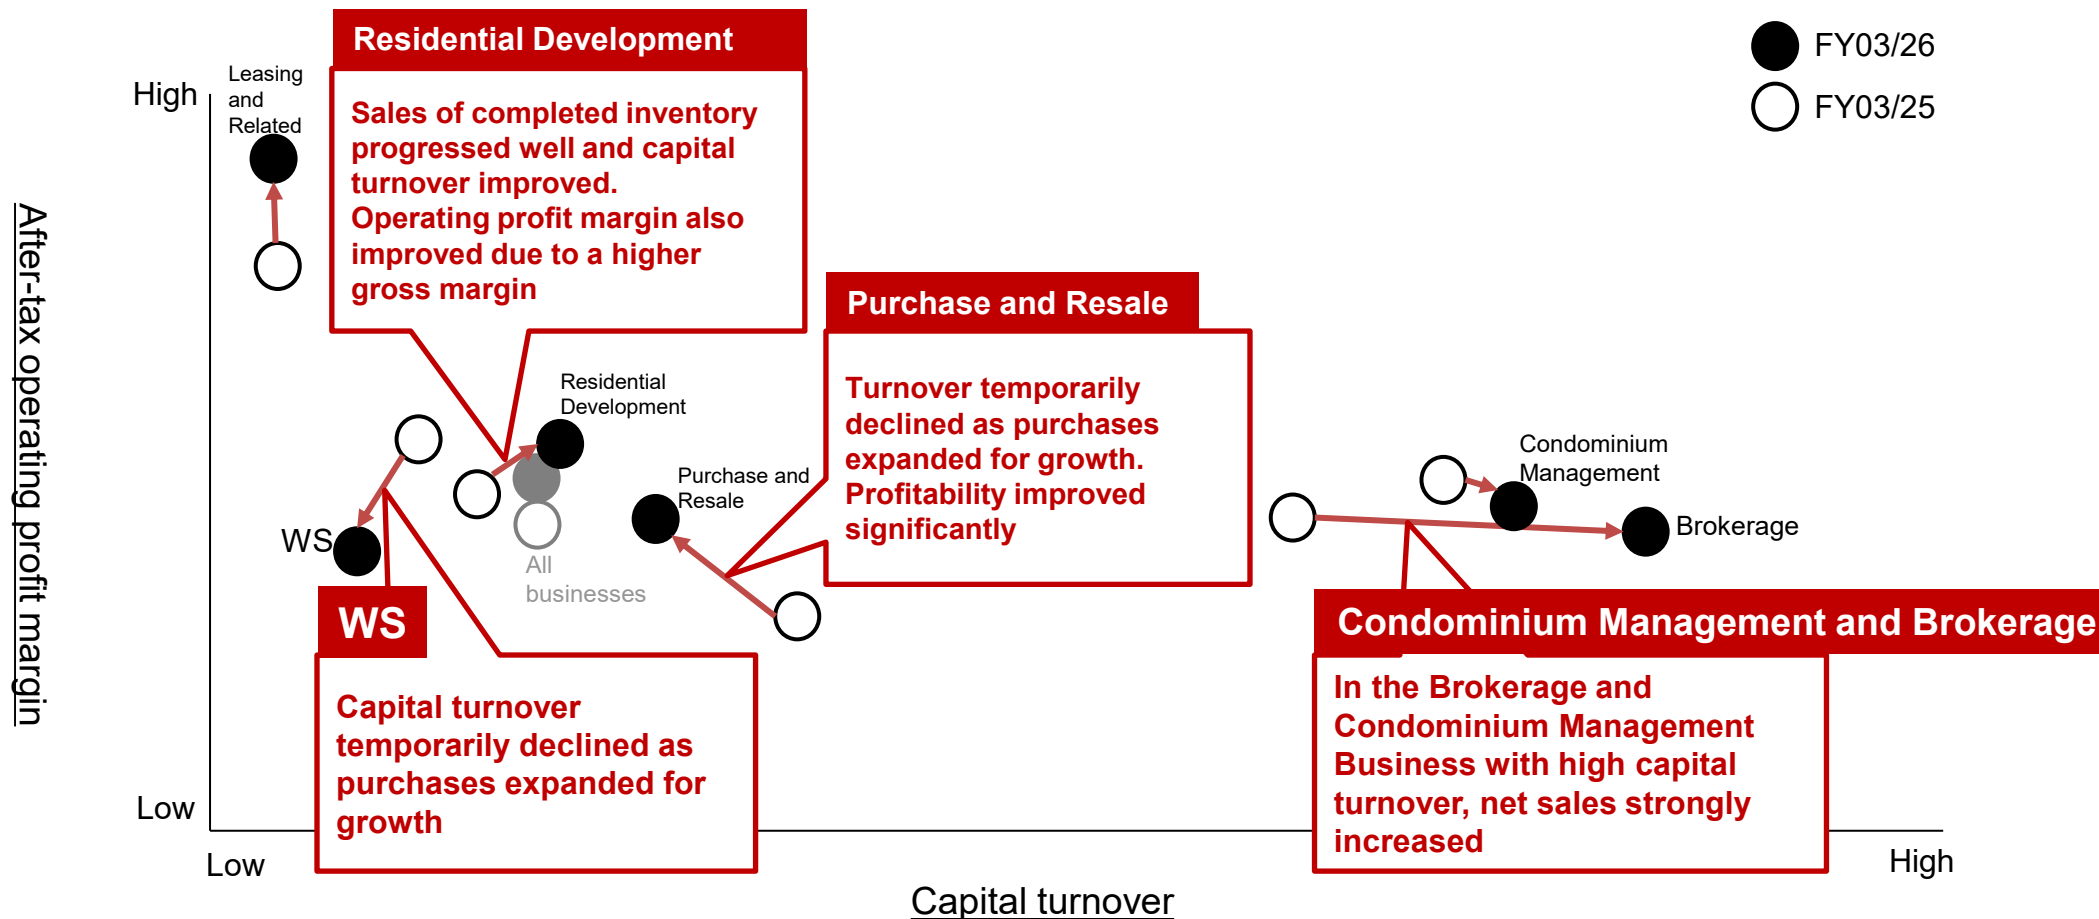 FY03/26
FY03/25
After-tax operating profit margin
High
Low
Low
High
Capital turnover
Leasing
and
Related
Residential Development
Sales of completed inventory
progressed well and capital
turnover improved.
Operating profit margin also
improved due to a higher
gross margin
Residential
Development
All
businesses
Purchase and Resale
Turnover temporarily
declined as purchases
expanded for growth.
Profitability improved
significantly
Purchase and
Resale
WS
WS
Capital turnover
temporarily declined as
purchases expanded for
growth
Condominium
Management
Brokerage
Condominium Management and Brokerage
In the Brokerage and
Condominium Management
Business with high capital
turnover, net sales strongly
increased